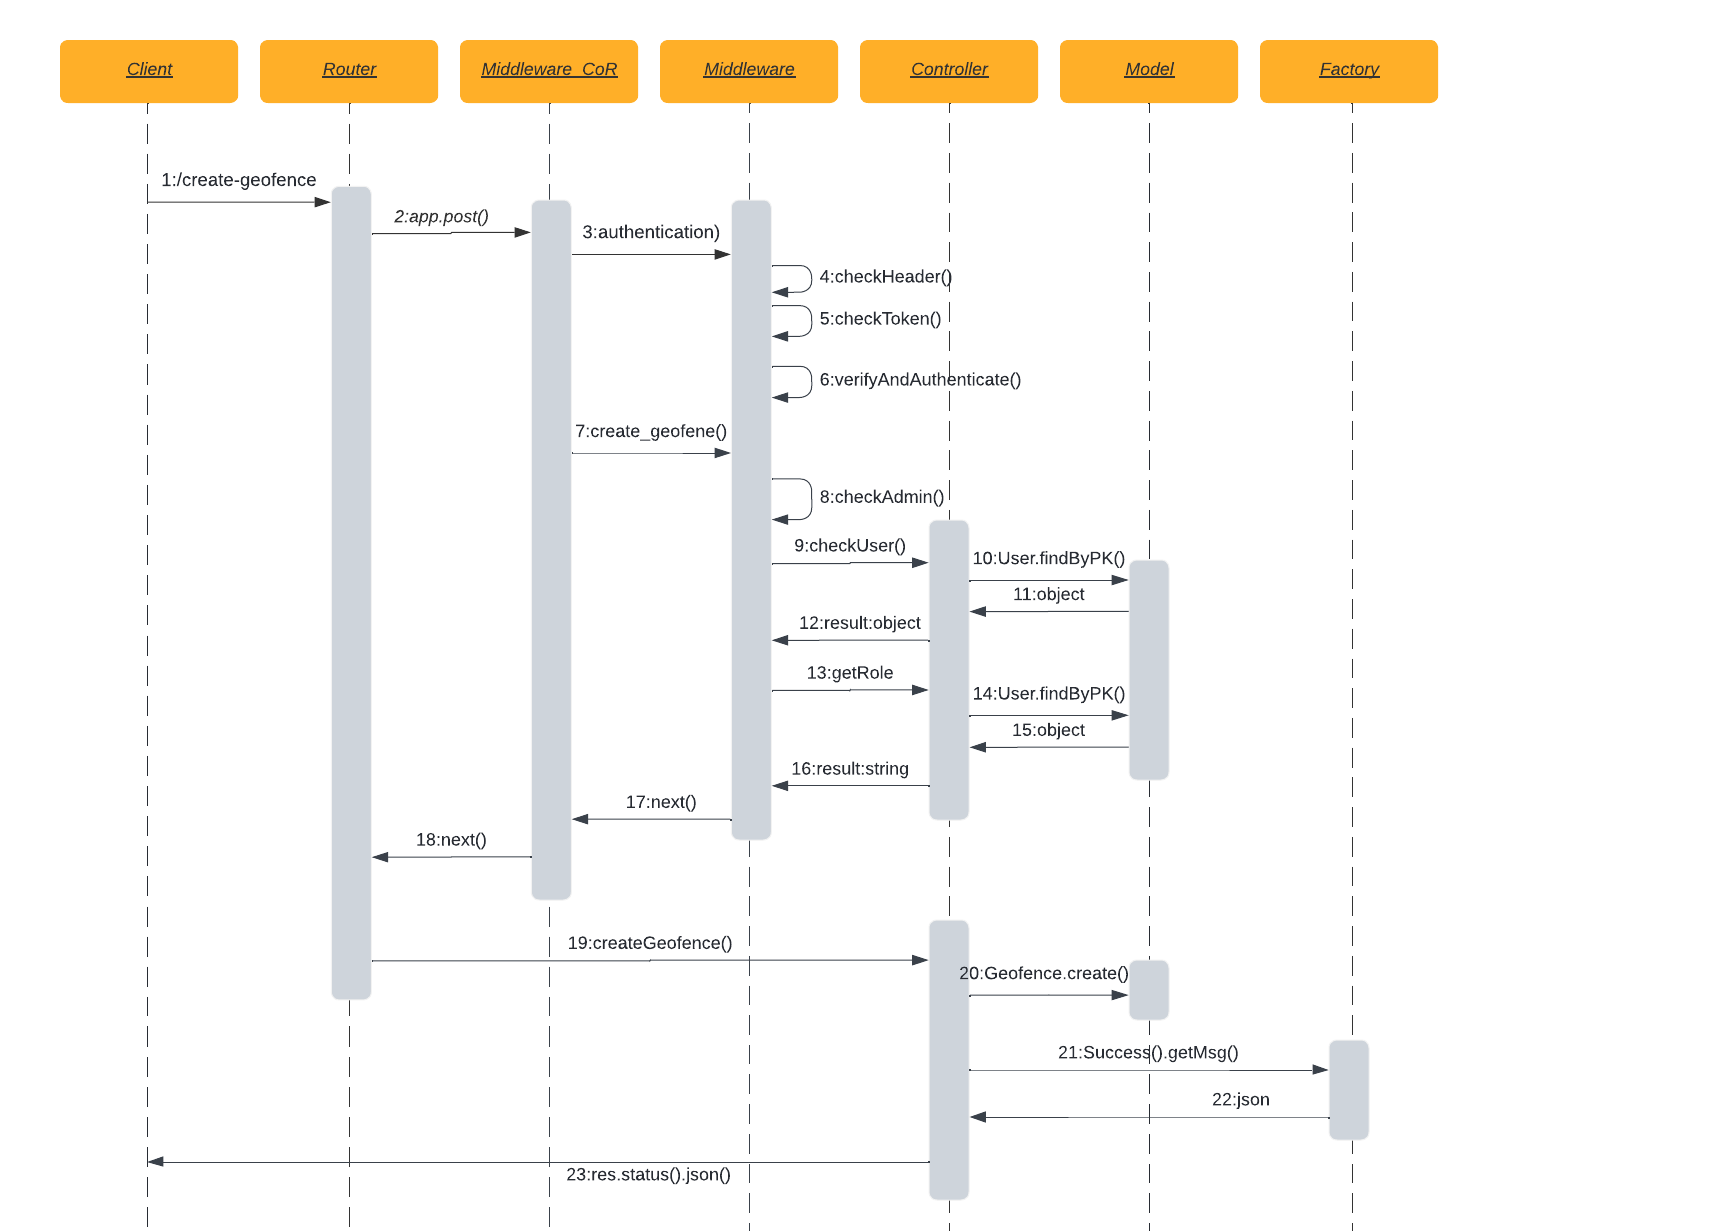 Client
Router
Middleware_CoR
Middleware
Controller
Model
Factory
1:/create-geofence
2:app.post()
3:authentication)
4:checkHeader()
5:checkToken()
6:verifyAndAuthenticate()
7:create_geofene()
8:checkAdmin()
9:checkUser()
10:User.findByPK()
11:object
12:result:object
13:getRole
14:User.findByPK()
15:object
16:result:string
17:next()
18:next()
19:createGeofence()
20:Geofence.create()
21:Success().getMsg()
22:json
23:res.status().json()